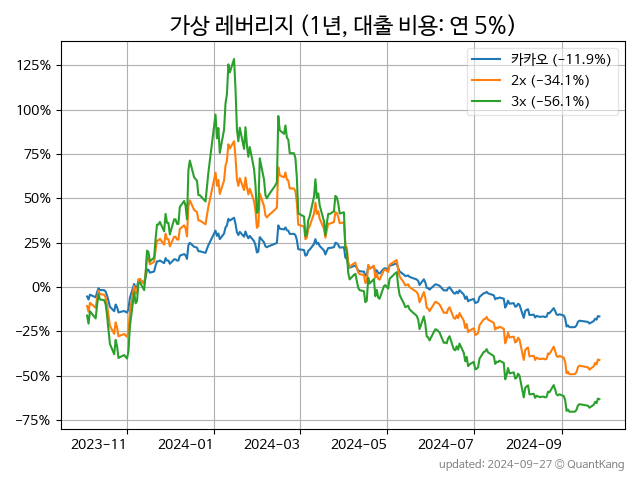 가상 레버리지 (1년, 대출 비용: 연 5%)
카카오 (-11.9%)
2x (-34.1%)
3x (-56.1%)
125%
100%
75%
50%
25%
0%
-25%
-50%
-75%
2023-11 2024-01 2024-03 2024-05 2024-07 2024-09
updated: 2024-09-27 © QuantKang